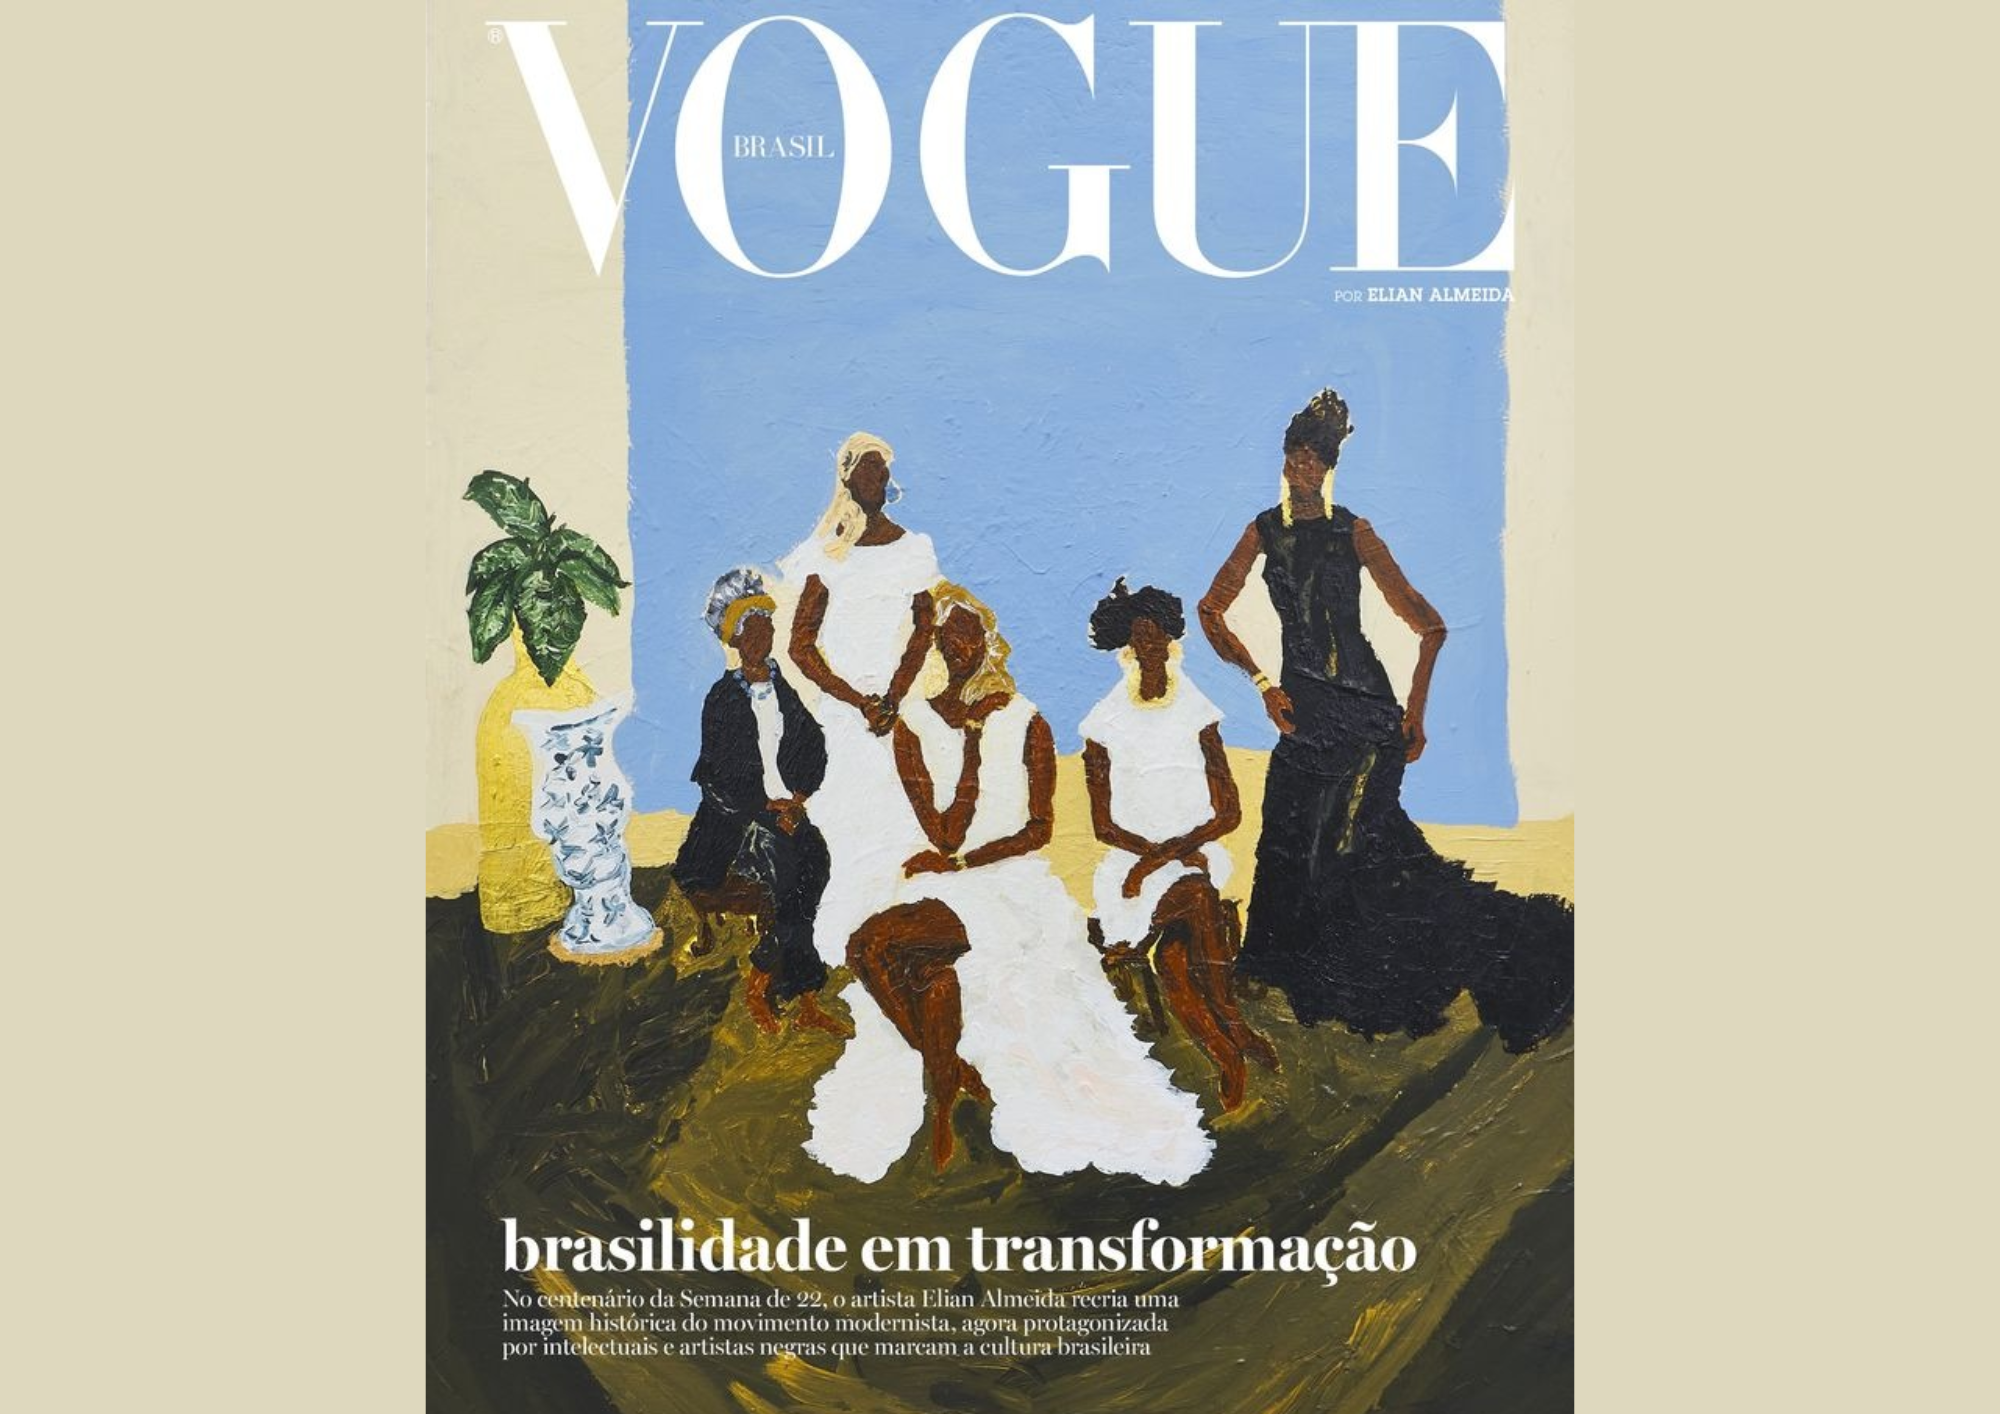 ®
VOGUE
BRASIL
POR ELIAN ALMEIDA
brasilidade em transformação
No centenário da Semana de 22, o artista Elian Almeida recria uma
imagem histórica do movimento modernista, agora protagonizada
por intelectuais e artistas negras que marcam a cultura brasileira